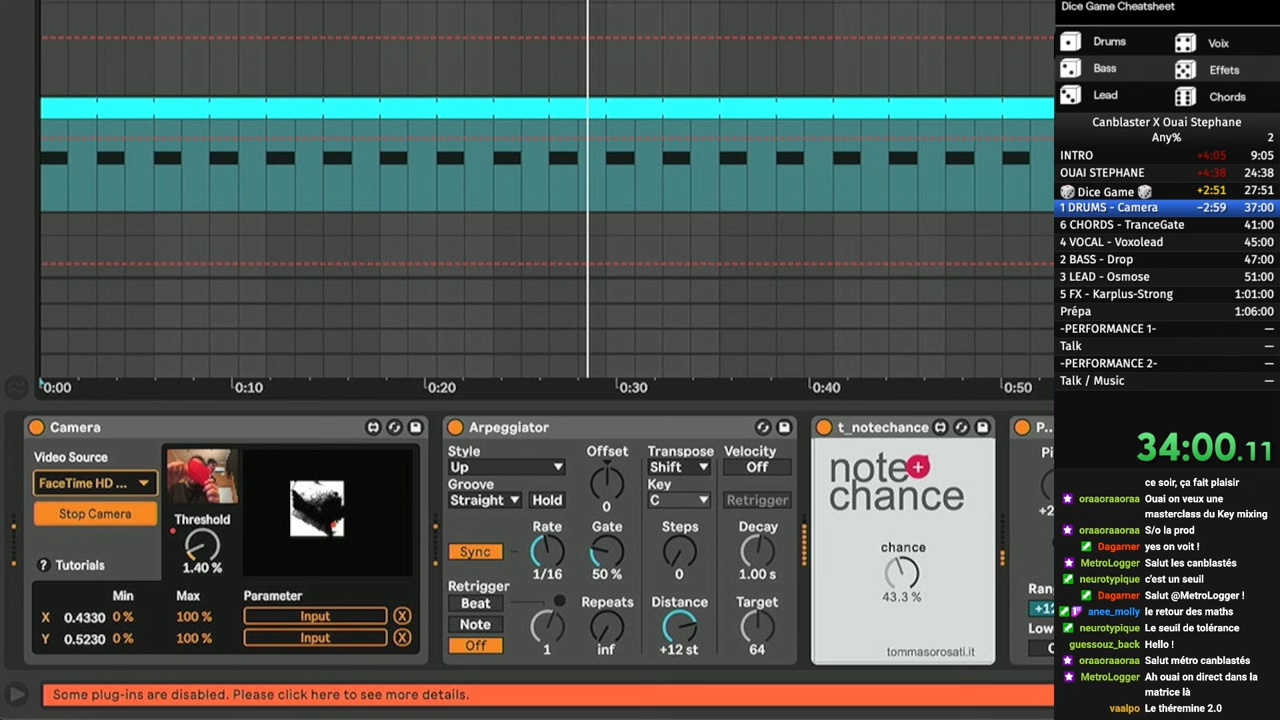 Dice Game Cheatsheet
Drums Voix
Bass Effets
Lead Chords
Canblaster X Ouai Stephane
Any% 2
INTRO +4:05 9:05
OUAI STEPHANE +4:38 24:38
🎲 Dice Game 🎲 +2:51 27:51
1 DRUMS - Camera −2:59 37:00
6 CHORDS - TranceGate 41:00
4 VOCAL - Voxolead 45:00
2 BASS - Drop 47:00
3 LEAD - Osmose 51:00
5 FX - Karplus-Strong 1:01:00
Prépa 1:06:00
-PERFORMANCE 1- —
Talk —
-PERFORMANCE 2- —
Talk / Music —
34:00.11
0:00 0:10 0:20 0:30 0:40 0:50
Camera
Video Source
FaceTime HD ...
Stop Camera
Threshold
1.40 %
? Tutorials
Min Max Parameter
X 0.4330 0 % 100 % Input X
Y 0.5230 0 % 100 % Input X
Arpeggiator
Style
Up
Groove
Straight Hold
Offset
0
Transpose
Shift
Key
C
Velocity
Off
Retrigger
Sync
Rate
1/16
Gate
50 %
Steps
0
Decay
1.00 s
Retrigger
Beat
Note
Off
1
Repeats
inf
Distance
+12 st
Target
64
t_notechance
note+
chance
chance
43.3 %
tommasorosati.it
P...
Some plug-ins are disabled. Please click here to see more details.
ce soir, ça fait plaisir
oraaoraaoraa Ouai on veux une
masterclass du Key mixing
oraaoraaoraa S/o la prod
Dagarner yes on voit !
MetroLogger Salut les canblastés
neurotypique c'est un seuil
Dagarner Salut @MetroLogger !
anee_molly le retour des maths
neurotypique Le seuil de tolérance
guessouz_back Hello !
oraaoraaoraa Salut métro canblastés
MetroLogger Ah ouai on direct dans la
matrice là
vaalpo Le théremine 2.0